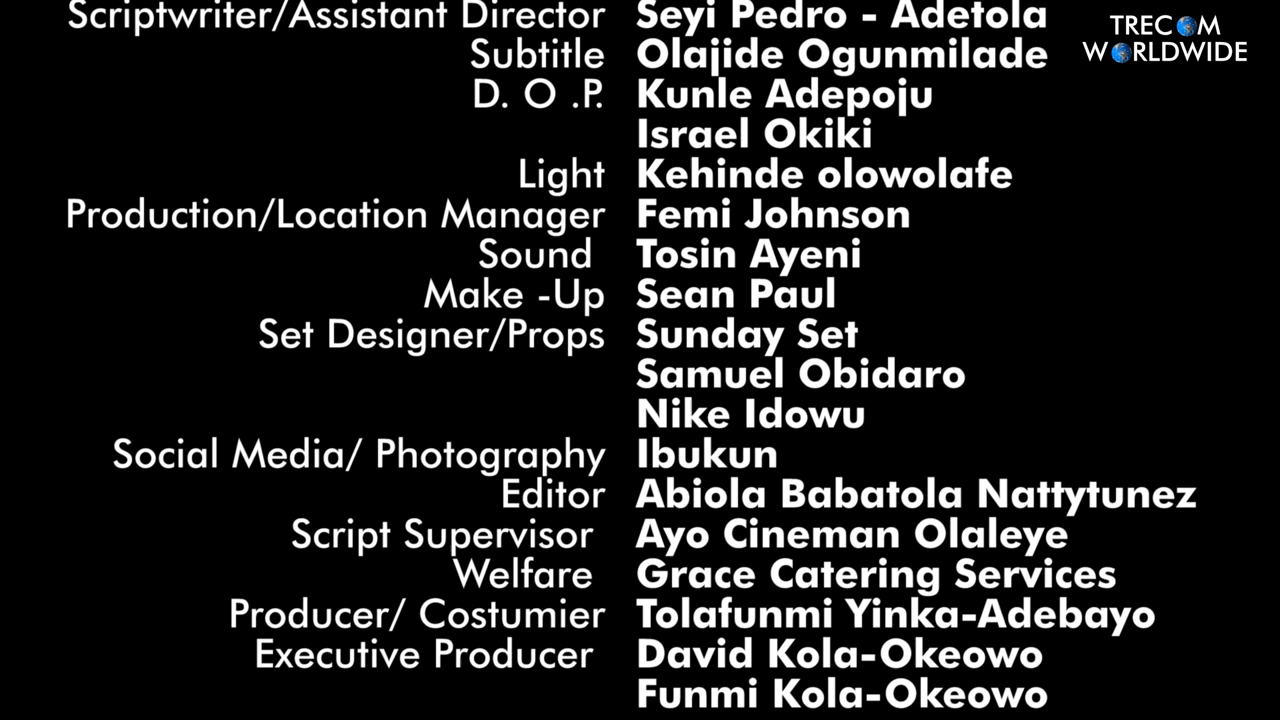 Scriptwriter/Assistant Director Seyi Pedro - Adetola
TRECOM
WORLDWIDE
Subtitle Olajide Ogunmilade
D. O .P. Kunle Adepoju
Israel Okiki
Light Kehinde olowolafe
Production/Location Manager Femi Johnson
Sound Tosin Ayeni
Make -Up Sean Paul
Set Designer/Props Sunday Set
Samuel Obidaro
Nike Idowu
Social Media/ Photography Ibukun
Editor Abiola Babatola Nattytunez
Script Supervisor Ayo Cineman Olaleye
Welfare Grace Catering Services
Producer/ Costumier Tolafunmi Yinka-Adebayo
Executive Producer David Kola-Okeowo
Funmi Kola-Okeowo